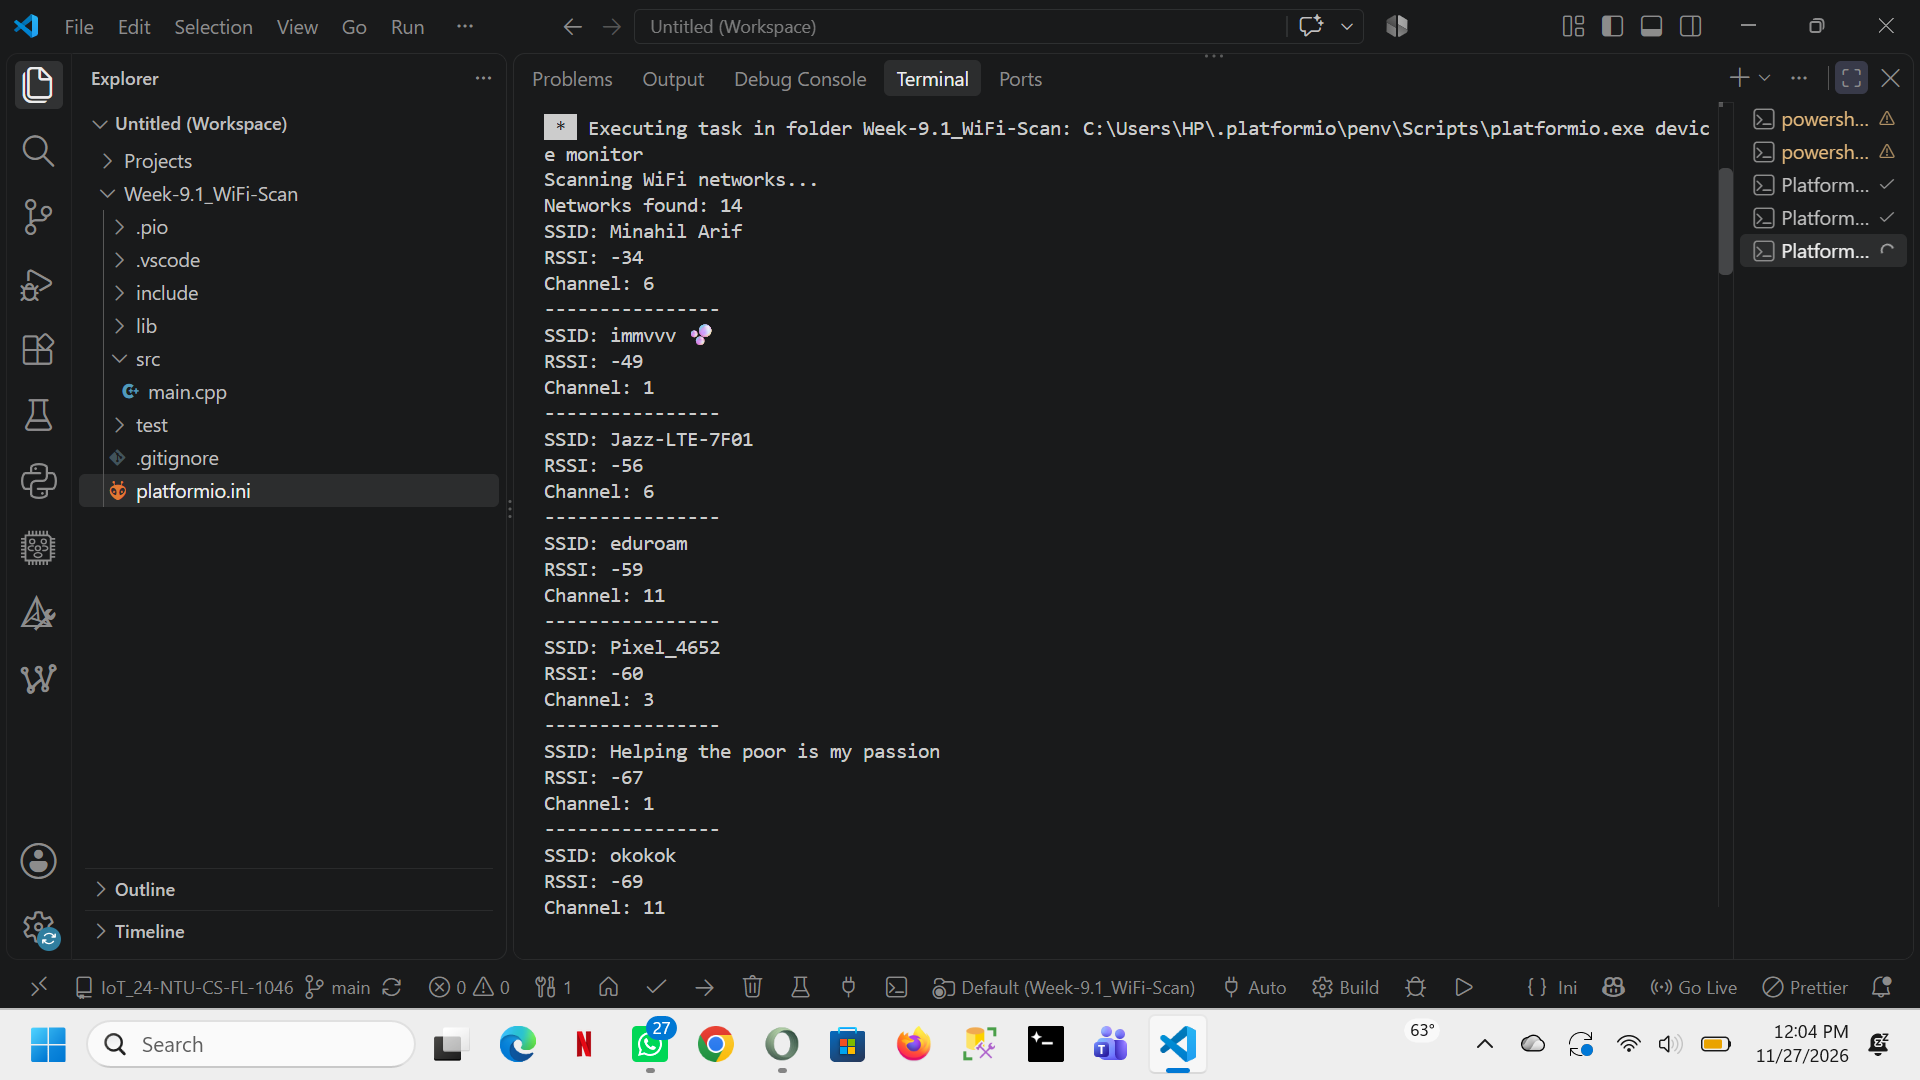 File Edit Selection View Go Run ··· Untitled (Workspace)
Explorer
Untitled (Workspace)
Projects
Week-9.1_WiFi-Scan
.pio
.vscode
include
lib
src
main.cpp
test
.gitignore
platformio.ini
Outline
Timeline
Problems Output Debug Console Terminal Ports
* Executing task in folder Week-9.1_WiFi-Scan: C:\Users\HP\.platformio\penv\Scripts\platformio.exe devic
e monitor
Scanning WiFi networks...
Networks found: 14
SSID: Minahil Arif
RSSI: -34
Channel: 6
----------------
SSID: immvvv 🫧
RSSI: -49
Channel: 1
----------------
SSID: Jazz-LTE-7F01
RSSI: -56
Channel: 6
----------------
SSID: eduroam
RSSI: -59
Channel: 11
----------------
SSID: Pixel_4652
RSSI: -60
Channel: 3
----------------
SSID: Helping the poor is my passion
RSSI: -67
Channel: 1
----------------
SSID: okokok
RSSI: -69
Channel: 11
powersh...
powersh...
Platform...
Platform...
Platform...
IoT_24-NTU-CS-FL-1046 main 0 0 1 Default (Week-9.1_WiFi-Scan) Auto Build { } Ini Go Live Prettier
Search 27 63° 12:04 PM
11/27/2026